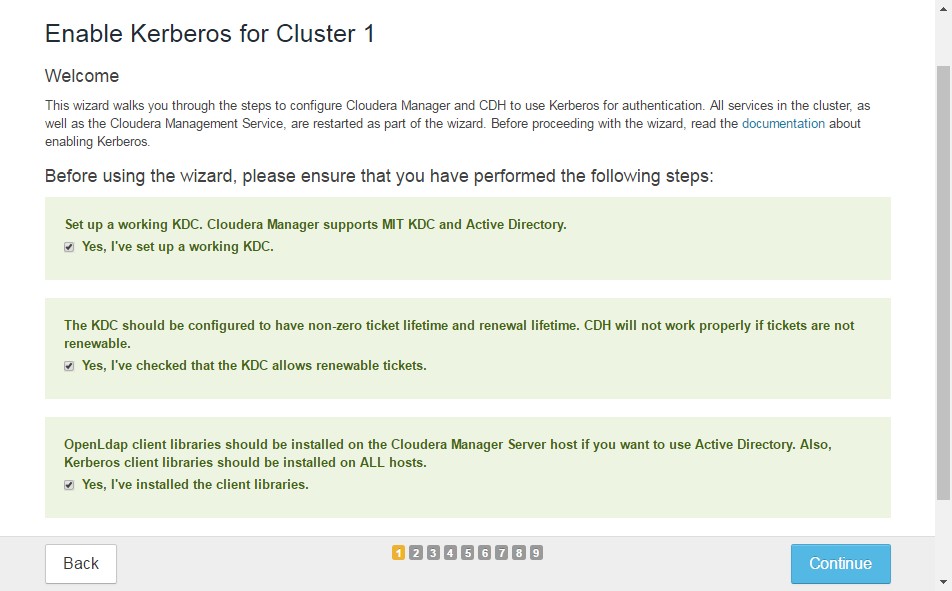 Enable Kerberos for Cluster 1
Welcome
This wizard walks you through the steps to configure Cloudera Manager and CDH to use Kerberos for authentication. All services in the cluster, as
well as the Cloudera Management Service, are restarted as part of the wizard. Before proceeding with the wizard, read the documentation about
enabling Kerberos.
Before using the wizard, please ensure that you have performed the following steps:
Set up a working KDC. Cloudera Manager supports MIT KDC and Active Directory.
Yes, I've set up a working KDC.
The KDC should be configured to have non-zero ticket lifetime and renewal lifetime. CDH will not work properly if tickets are not
renewable.
Yes, I've checked that the KDC allows renewable tickets.
OpenLdap client libraries should be installed on the Cloudera Manager Server host if you want to use Active Directory. Also,
Kerberos client libraries should be installed on ALL hosts.
Yes, I've installed the client libraries.
Back 1 2 3 4 5 6 7 8 9 Continue